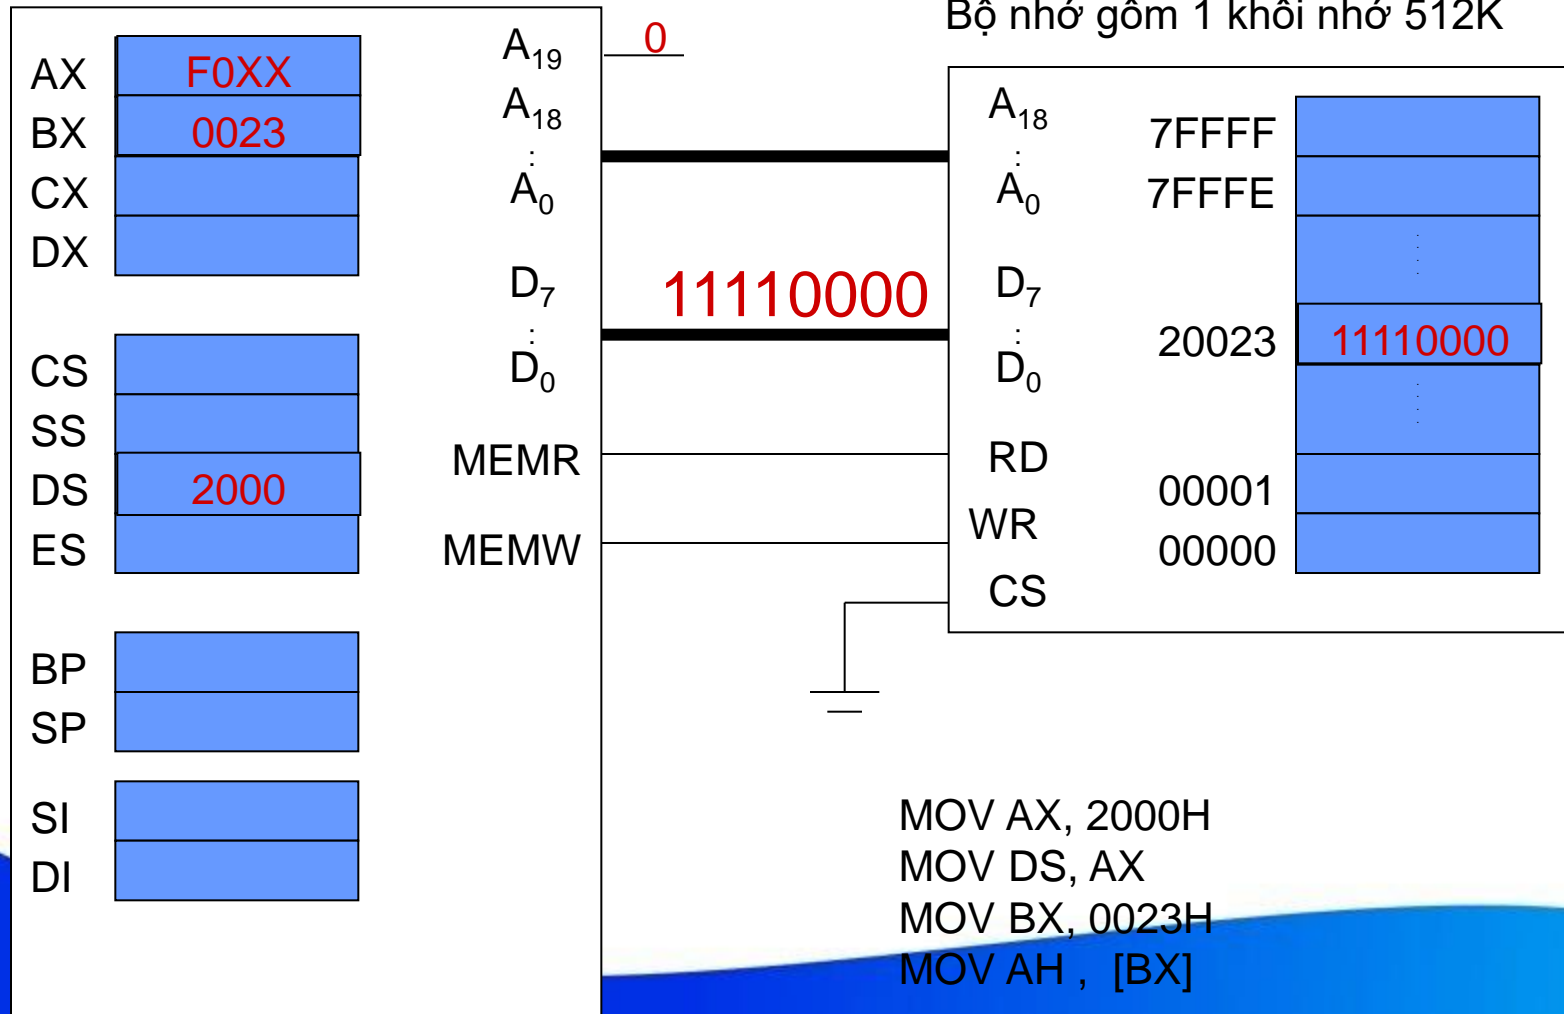 Bộ nhớ gồm 1 khối nhớ 512K
AX F0XX
BX 0023
CX
DX
CS
SS
DS 2000
ES
BP
SP
SI
DI
A19 0
A18
:
A0
D7
:
D0
MEMR
MEMW
11110000
A18
:
A0
D7
:
D0
RD
WR
CS
7FFFF
7FFFE
20023 11110000
00001
00000
MOV AX, 2000H
MOV DS, AX
MOV BX, 0023H
MOV AH , [BX]